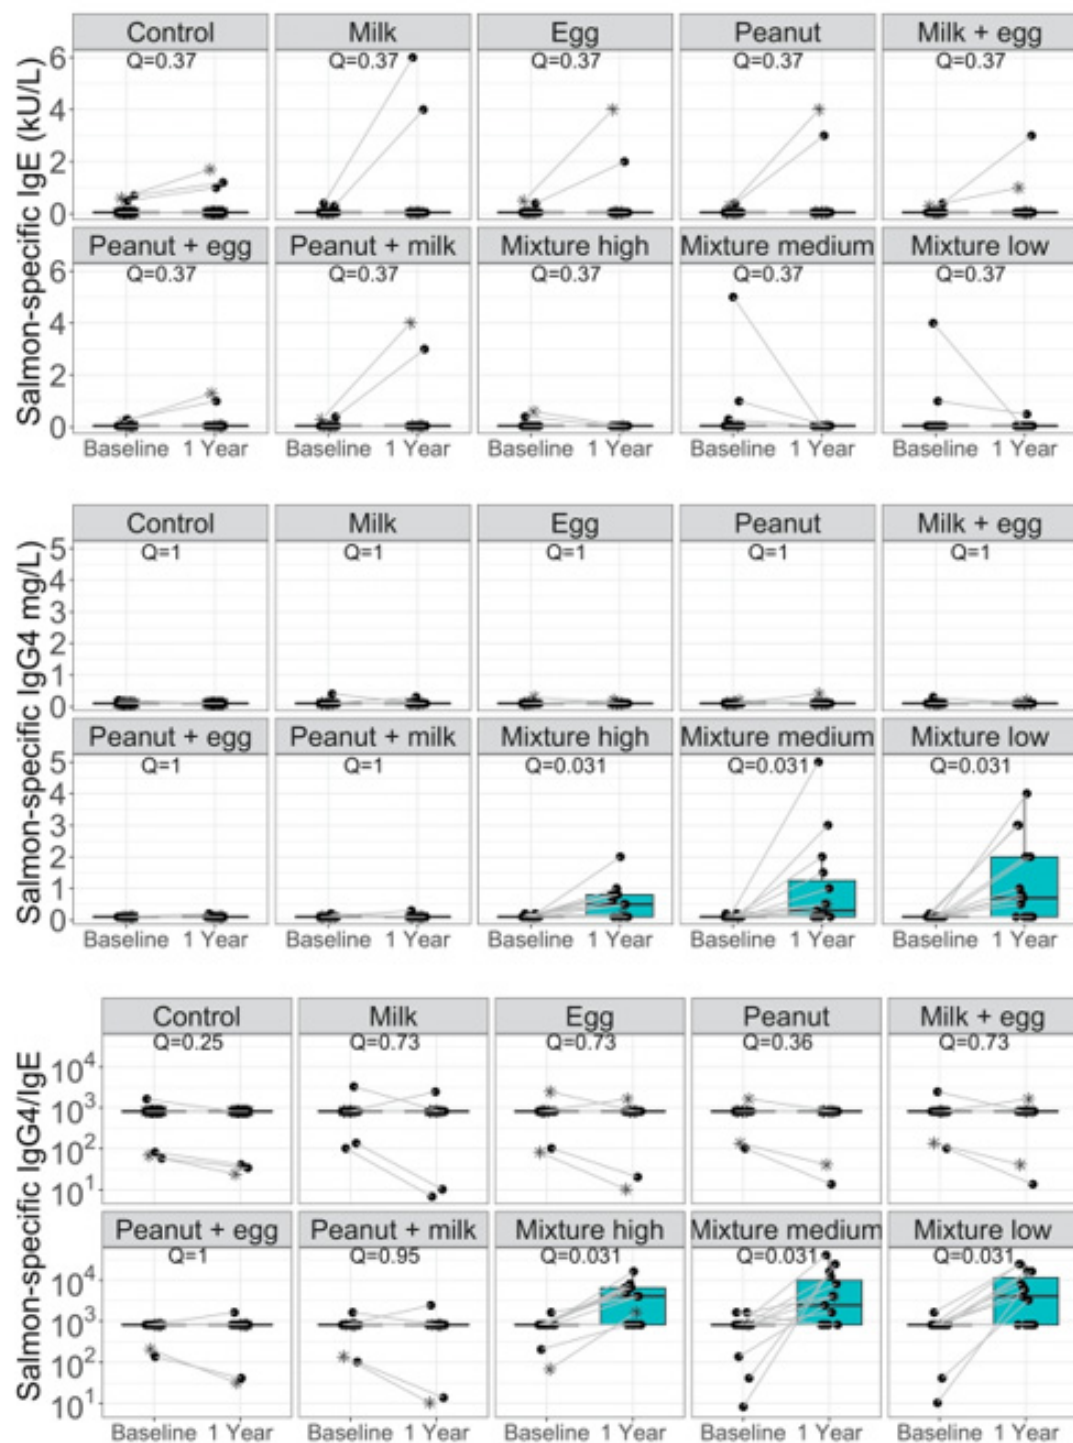 Control Milk Egg Peanut Milk + egg
Q=0.37 Q=0.37 Q=0.37 Q=0.37 Q=0.37
6
4
2
0
Salmon-specific IgE (kU/L)
Peanut + egg Peanut + milk Mixture high Mixture medium Mixture low
Q=0.37 Q=0.37 Q=0.37 Q=0.37 Q=0.37
6
4
2
0
Baseline 1 Year Baseline 1 Year Baseline 1 Year Baseline 1 Year Baseline 1 Year
Control Milk Egg Peanut Milk + egg
Q=1 Q=1 Q=1 Q=1 Q=1
5
4
3
2
1
0
Salmon-specific IgG4 mg/L)
Peanut + egg Peanut + milk Mixture high Mixture medium Mixture low
Q=1 Q=1 Q=0.031 Q=0.031 Q=0.031
5
4
3
2
1
0
Baseline 1 Year Baseline 1 Year Baseline 1 Year Baseline 1 Year Baseline 1 Year
Control Milk Egg Peanut Milk + egg
Q=0.25 Q=0.73 Q=0.73 Q=0.36 Q=0.73
10⁴
10³
10²
10¹
Salmon-specific IgG4/IgE
Peanut + egg Peanut + milk Mixture high Mixture medium Mixture low
Q=1 Q=0.95 Q=0.031 Q=0.031 Q=0.031
10⁴
10³
10²
10¹
Baseline 1 Year Baseline 1 Year Baseline 1 Year Baseline 1 Year Baseline 1 Year